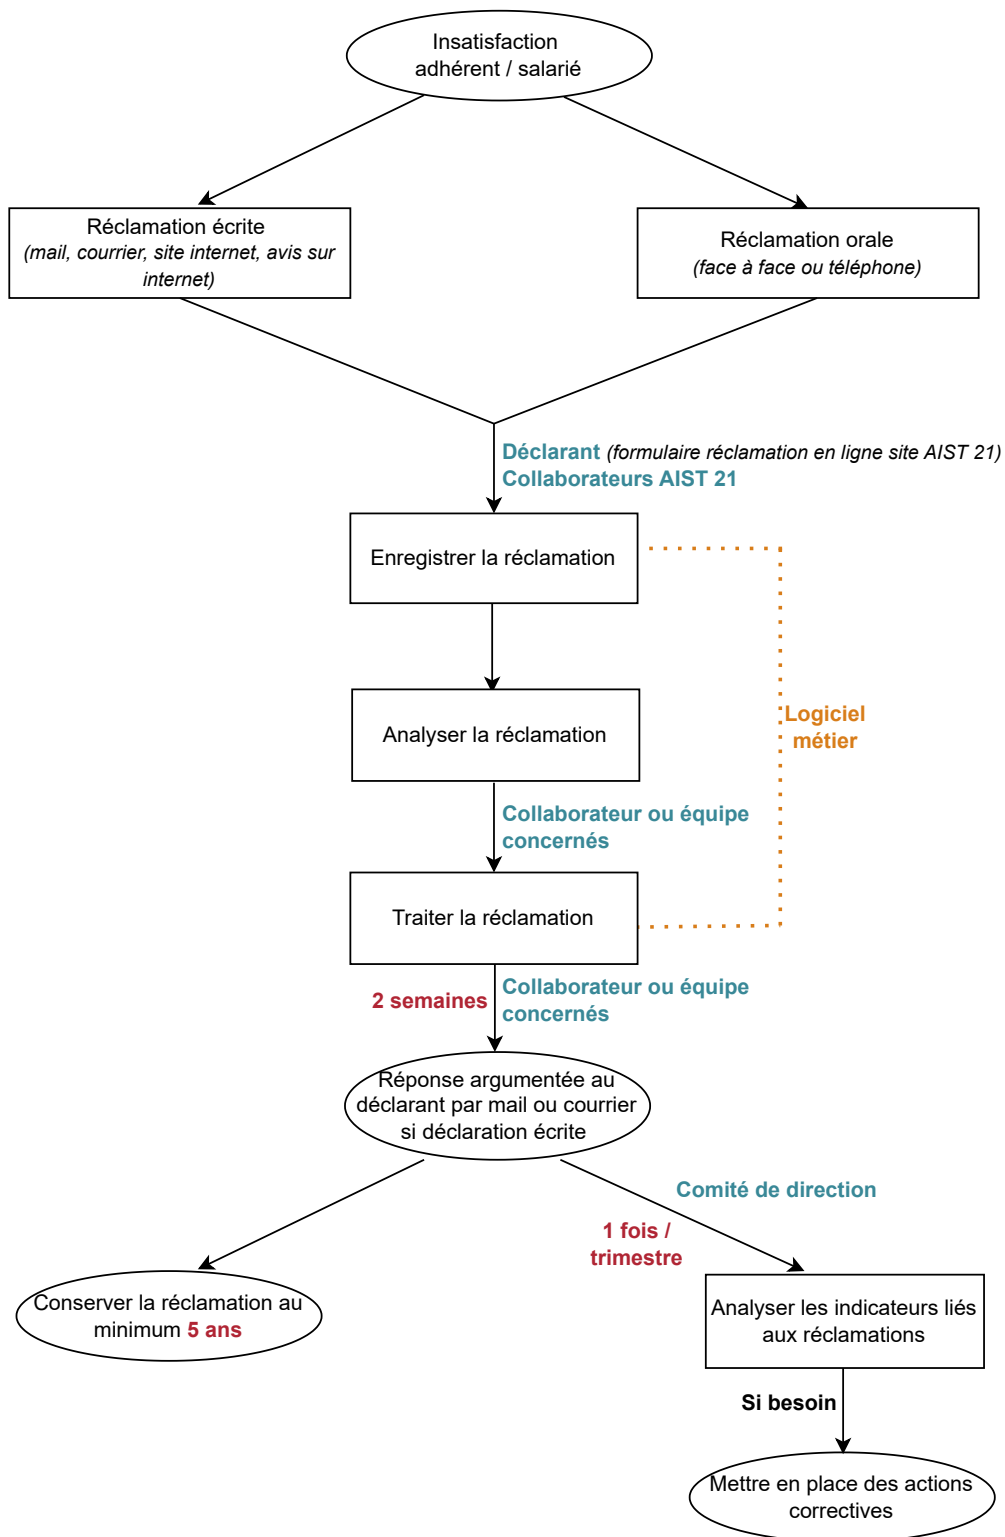 Insatisfaction
adhérent / salarié
Réclamation écrite
(mail, courrier, site internet, avis sur
internet)
Réclamation orale
(face à face ou téléphone)
Déclarant (formulaire réclamation en ligne site AIST 21)
Collaborateurs AIST 21
Enregistrer la réclamation
Analyser la réclamation
Logiciel
métier
Collaborateur ou équipe
concernés
Traiter la réclamation
2 semaines
Collaborateur ou équipe
concernés
Réponse argumentée au
déclarant par mail ou courrier
si déclaration écrite
Comité de direction
1 fois /
trimestre
Conserver la réclamation au
minimum 5 ans
Analyser les indicateurs liés
aux réclamations
Si besoin
Mettre en place des actions
correctives